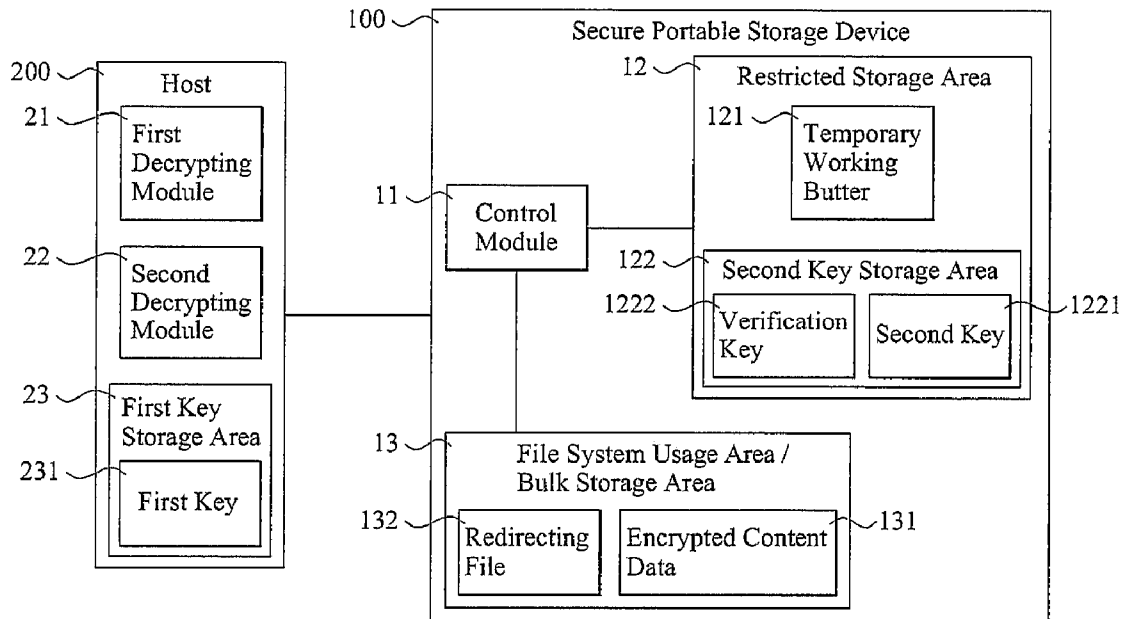 100
Secure Portable Storage Device
200
Host
21
First
Decrypting
Module
22
Second
Decrypting
Module
23
First Key
Storage Area
231
First Key
11
Control
Module
12
Restricted Storage Area
121
Temporary
Working
Butter
122
Second Key Storage Area
1222
Verification
Key
1221
Second Key
13
File System Usage Area /
Bulk Storage Area
132
Redirecting
File
131
Encrypted Content
Data